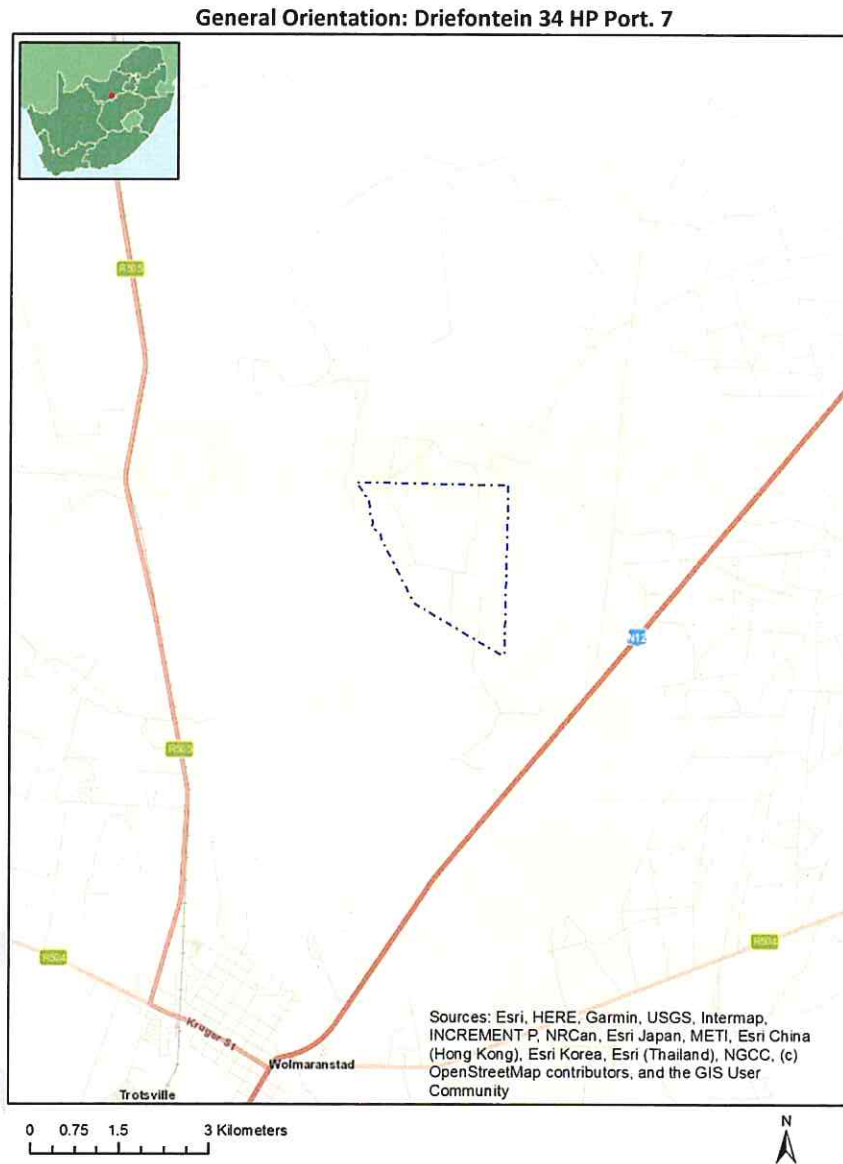 General Orientation: Driefontein 34 HP Port. 7
N12
R504
R504
Kruger St
Wolmaranstad
Trotsville
Sources: Esri, HERE, Garmin, USGS, Intermap,
INCREMENT P, NRCan, Esri Japan, METI, Esri China
(Hong Kong), Esri Korea, Esri (Thailand), NGCC, (c)
OpenStreetMap contributors, and the GIS User
Community
0 0.75 1.5 3 Kilometers
N